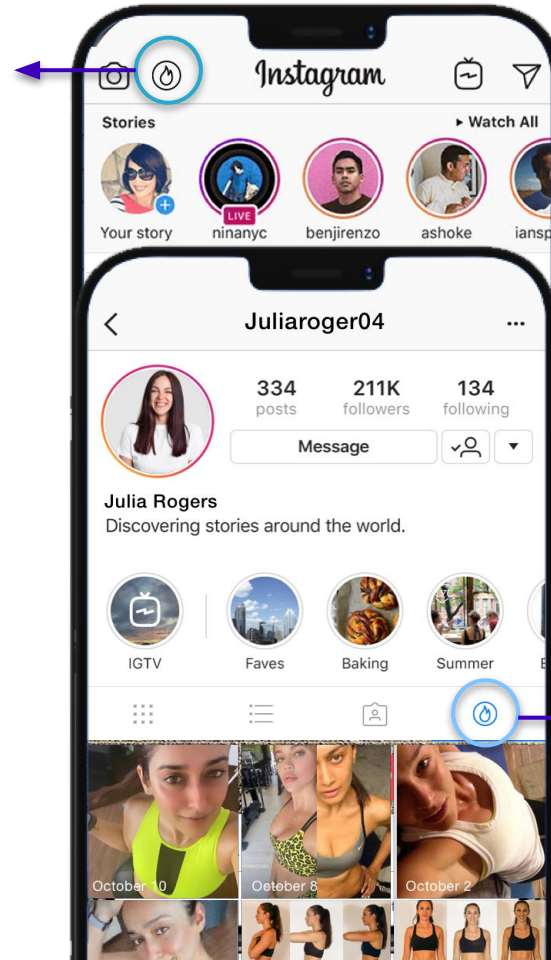 Instagram
Stories
Watch All
LIVE
Your story
ninanyc
benjirenzo
ashoke
iansp
Juliaroger04
334
211K
134
posts
followers
following
Message
Julia Rogers
Discovering stories around the world.
IGTV
Faves
Baking
Summer
October 10
October 8
October 2